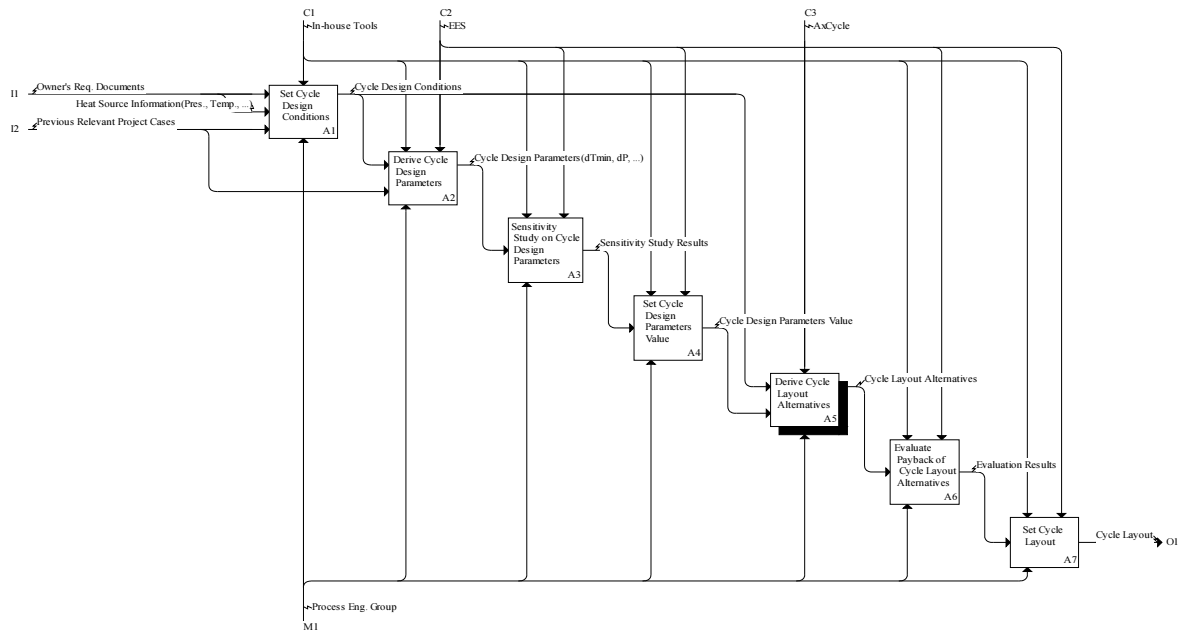 C1
In-house Tools
C2
EES
C3
AxCycle
I1
Owner's Req. Documents
Heat Source Information(Pres., Temp., ...)
I2
Previous Relevant Project Cases
Set Cycle
Design
Conditions
A1
Cycle Design Conditions
Derive Cycle
Design
Parameters
A2
Cycle Design Parameters(dTmin, dP, ...)
Sensitivity
Study on Cycle
Design
Parameters
A3
Sensitivity Study Results
Set Cycle
Design
Parameters
Value
A4
Cycle Design Parameters Value
Derive Cycle
Layout
Alternatives
A5
Cycle Layout Alternatives
Evaluate
Payback of
Cycle Layout
Alternatives
A6
Evaluation Results
Set Cycle
Layout
A7
Cycle Layout
O1
Process Eng. Group
M1